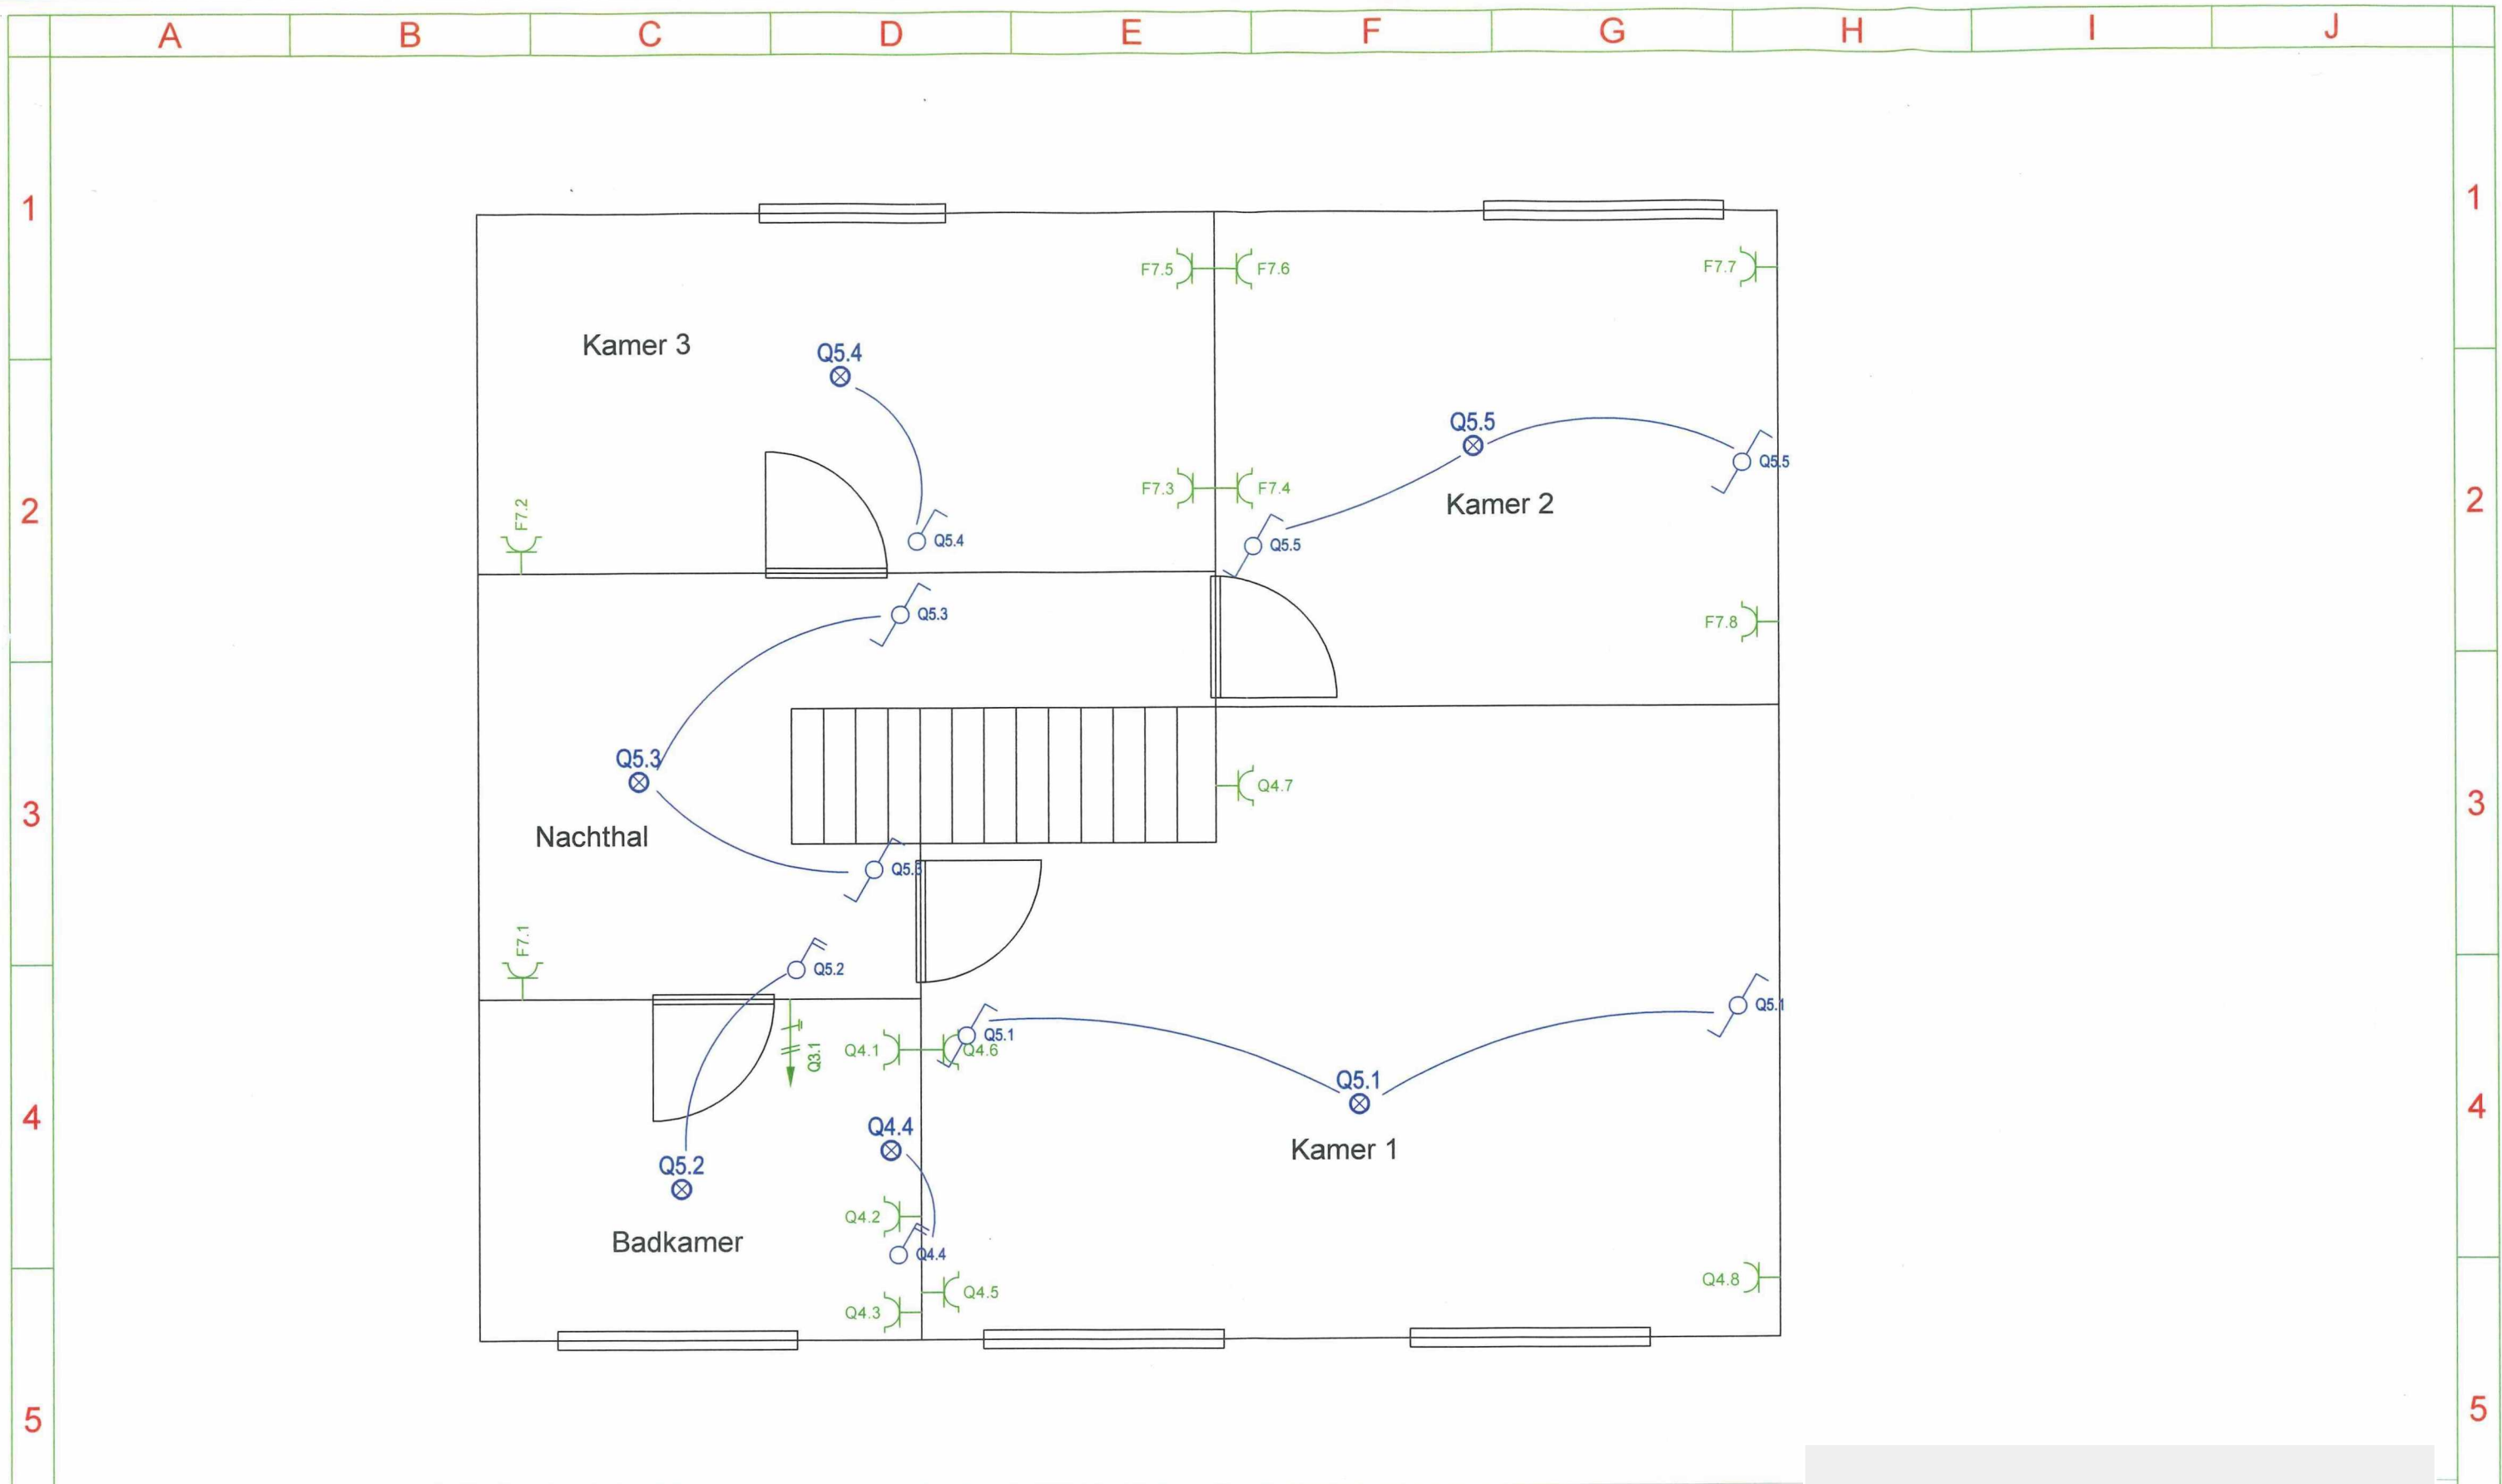 A B C D E F G H I J
1 1
F7.5 F7.6 F7.7
Kamer 3
Q5.4
Q5.5
Q5.5
F7.3 F7.4
Kamer 2
2 2
F7.2
Q5.4 Q5.5
Q5.3
F7.8
Q5.3
Q4.7
3 3
Nachthal
Q5.3
F7.1
Q5.2
Q5.1
Q5.1
Q3.1
Q4.1 Q4.6
Q5.1
4 4
Q4.4
Kamer 1
Q5.2
Q4.2
Badkamer
Q4.4
Q4.8
Q4.5
Q4.3
5 5